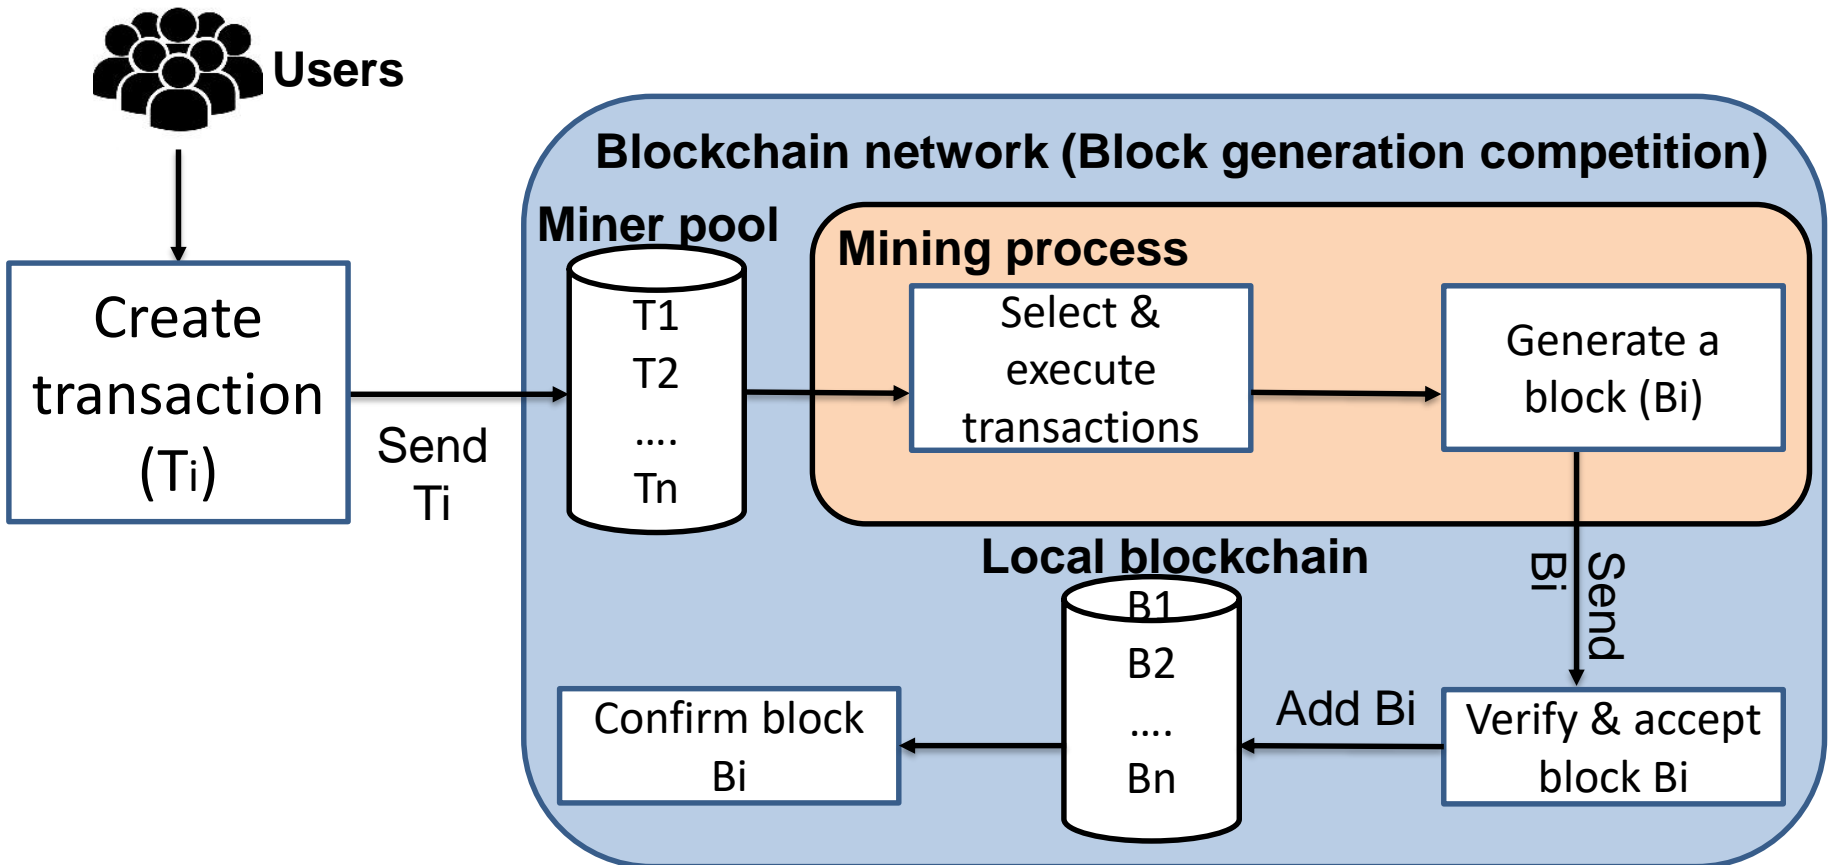 Users
Blockchain network (Block generation competition)
Miner pool
Mining process
Create
transaction
(Ti)
Send
Ti
T1
T2
....
Tn
Select &
execute
transactions
Generate a
block (Bi)
Send
Bi
Local blockchain
B1
B2
....
Bn
Add Bi
Verify & accept
block Bi
Confirm block
Bi